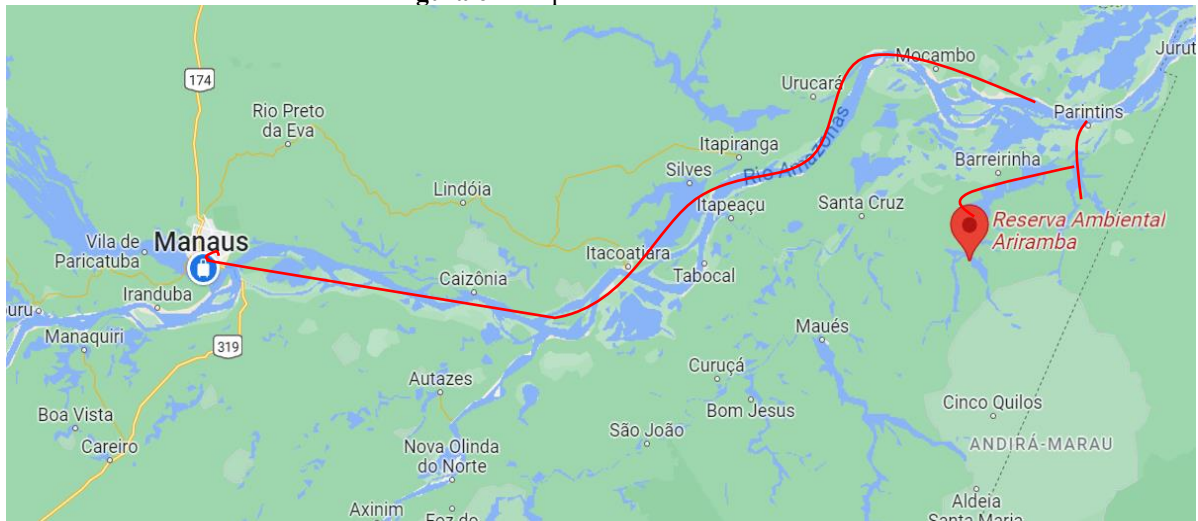 Mocambo
Jurut
174
Urucará
Rio Preto
da Eva
Parintins
Itapiranga
Rio Amazonas
Barreirinha
Silves
Lindóia
Itapeaçu
Santa Cruz
Reserva Ambiental
Ariramba
Vila de
Paricatuba
Manaus
Itacoatiara
Tabocal
Caizônia
Iranduba
uru
Maués
Manaquiri
319
Curuçá
Autazes
Bom Jesus
Cinco Quilos
Boa Vista
São João
ANDIRÁ-MARAU
Careiro
Nova Olinda
do Norte
Aldeia
Santa Maria
Axinim
Foz do